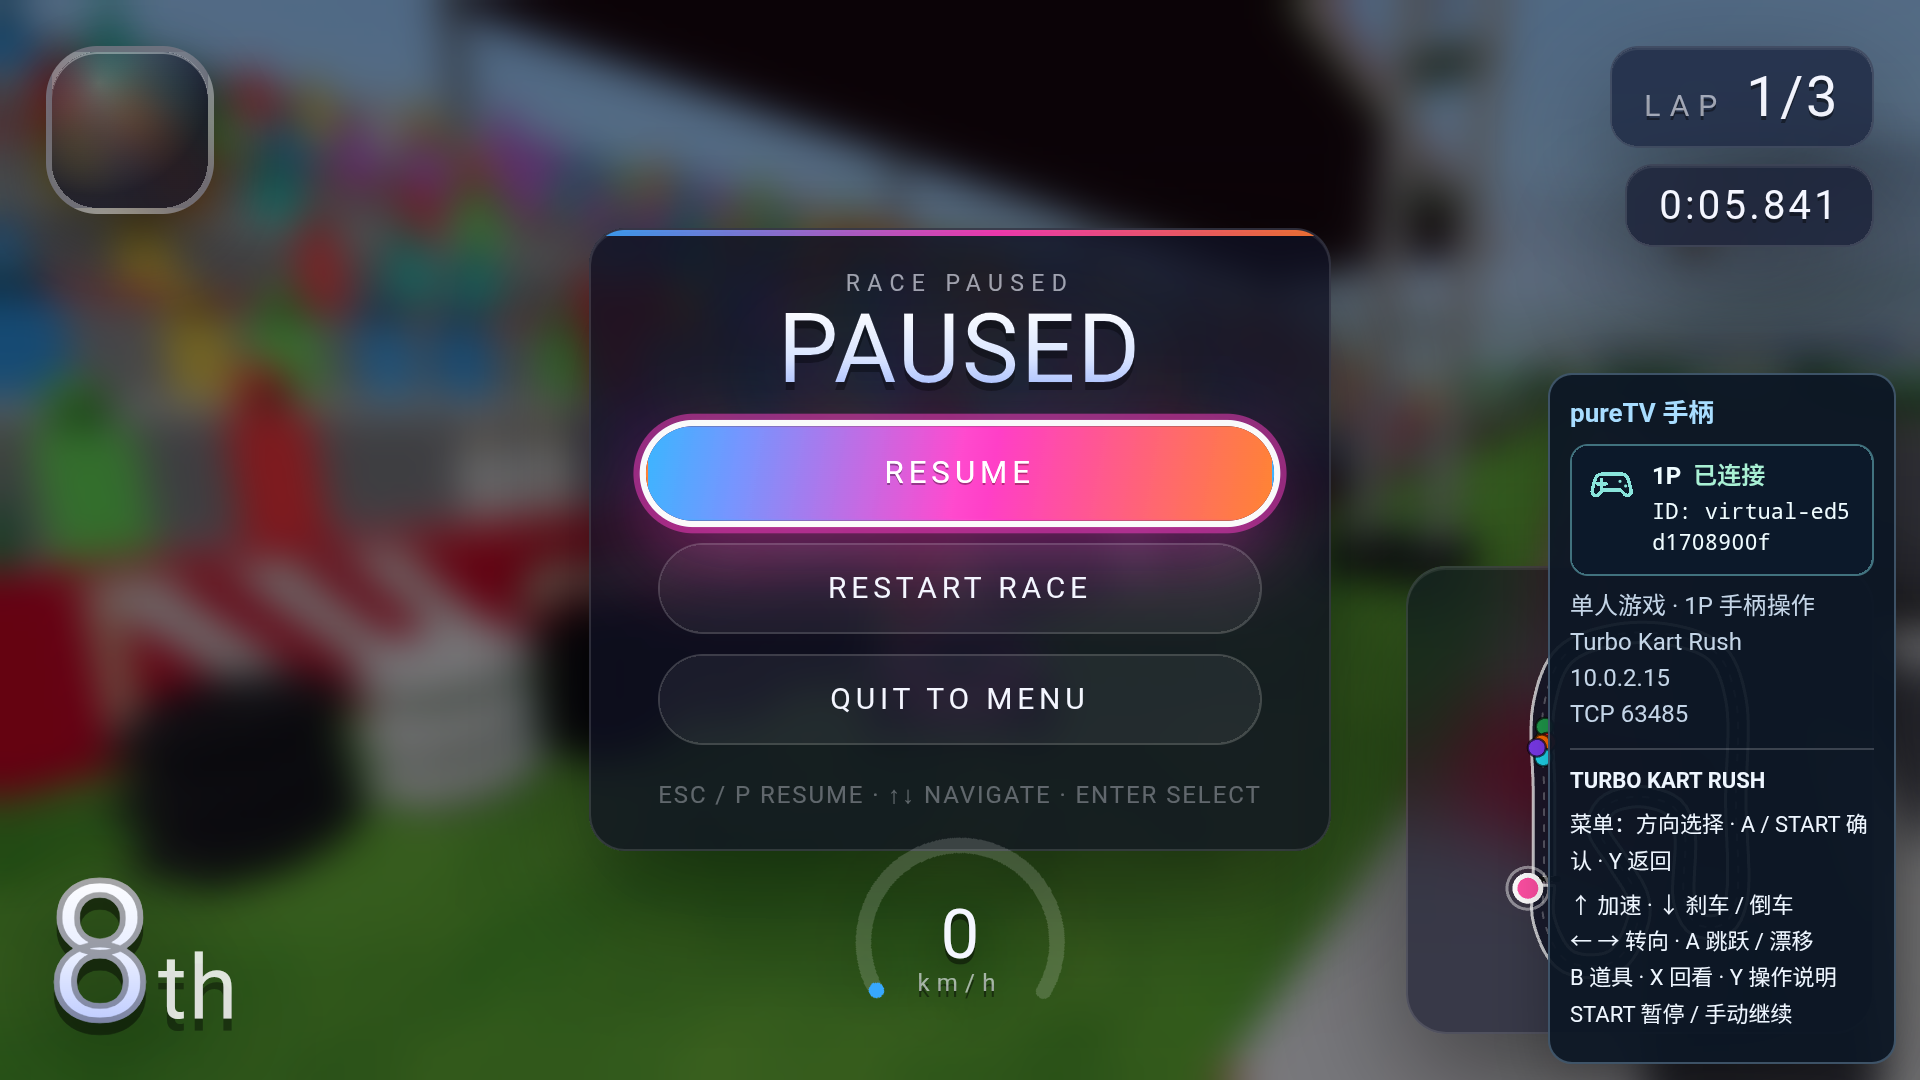 LAP 1/3
0:05.841
RACE PAUSED
PAUSED
RESUME
RESTART RACE
QUIT TO MENU
ESC / P RESUME · ↑↓ NAVIGATE · ENTER SELECT
8th
0
km/h
pureTV 手柄
1P 已连接
ID: virtual-ed5
d1708900f
单人游戏 · 1P 手柄操作
Turbo Kart Rush
10.0.2.15
TCP 63485
TURBO KART RUSH
菜单：方向选择 · A / START 确
认 · Y 返回
↑ 加速 · ↓ 刹车 / 倒车
← → 转向 · A 跳跃 / 漂移
B 道具 · X 回看 · Y 操作说明
START 暂停 / 手动继续